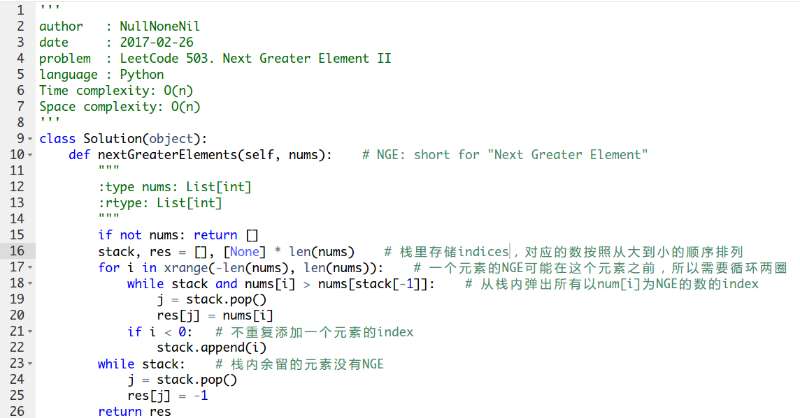 1 '''
2 author   : NullNoneNil
3 date     : 2017-02-26
4 problem  : LeetCode 503. Next Greater Element II
5 language : Python
6 Time complexity: O(n)
7 Space complexity: O(n)
8 '''
9 class Solution(object):
10     def nextGreaterElements(self, nums):    # NGE: short for "Next Greater Element"
11         """
12         :type nums: List[int]
13         :rtype: List[int]
14         """
15         if not nums: return []
16         stack, res = [], [None] * len(nums)    # 栈里存储indices，对应的数按照从大到小的顺序排列
17         for i in xrange(-len(nums), len(nums)):    # 一个元素的NGE可能在这个元素之前，所以需要循环两圈
18             while stack and nums[i] > nums[stack[-1]]:    # 从栈内弹出所有以num[i]为NGE的数的index
19                 j = stack.pop()
20                 res[j] = nums[i]
21             if i < 0:   # 不重复添加一个元素的index
22                 stack.append(i)
23         while stack:    # 栈内余留的元素没有NGE
24             j = stack.pop()
25             res[j] = -1
26         return res